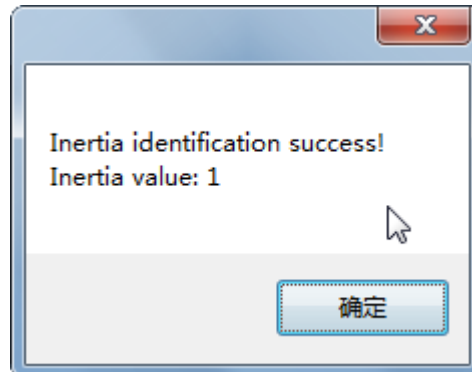 Inertia identification success!
Inertia value: 1
确定